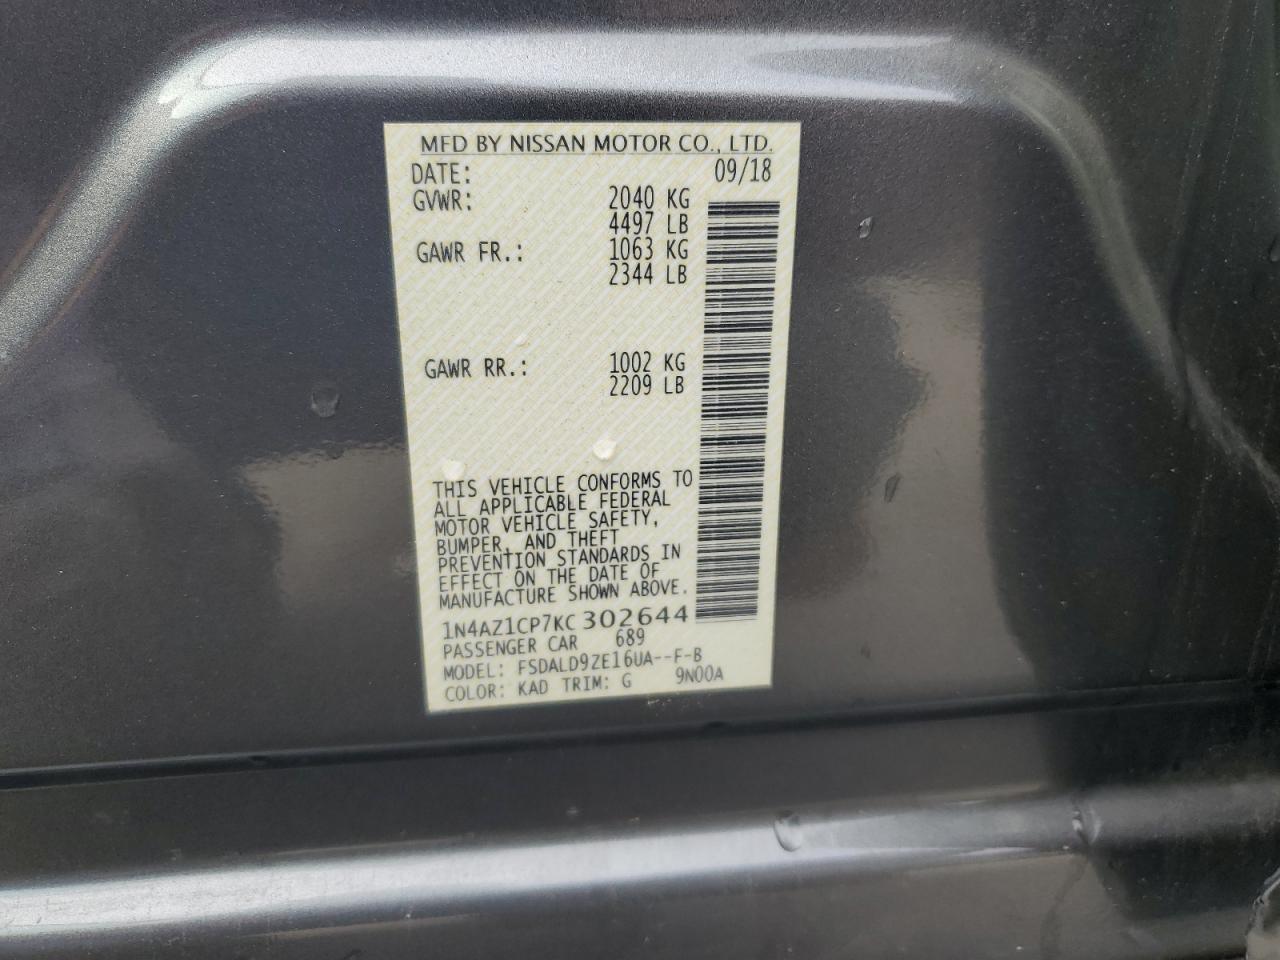 MFD BY NISSAN MOTOR CO., LTD.
DATE: 09/18
GVWR: 2040 KG
4497 LB
GAWR FR.: 1063 KG
2344 LB
GAWR RR.: 1002 KG
2209 LB
THIS VEHICLE CONFORMS TO
ALL APPLICABLE FEDERAL
MOTOR VEHICLE SAFETY,
BUMPER, AND THEFT
PREVENTION STANDARDS IN
EFFECT ON THE DATE OF
MANUFACTURE SHOWN ABOVE.
1N4AZ1CP7KC302644
PASSENGER CAR 689
MODEL: FSDALD9ZE16UA--F-B
COLOR: KAD TRIM: G 9N00A